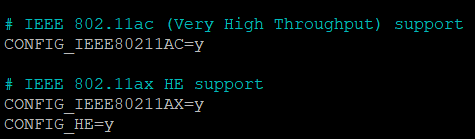 # IEEE 802.11ac (Very High Throughput) support
CONFIG_IEEE80211AC=y
# IEEE 802.11ax HE support
CONFIG_IEEE80211AX=y
CONFIG_HE=y